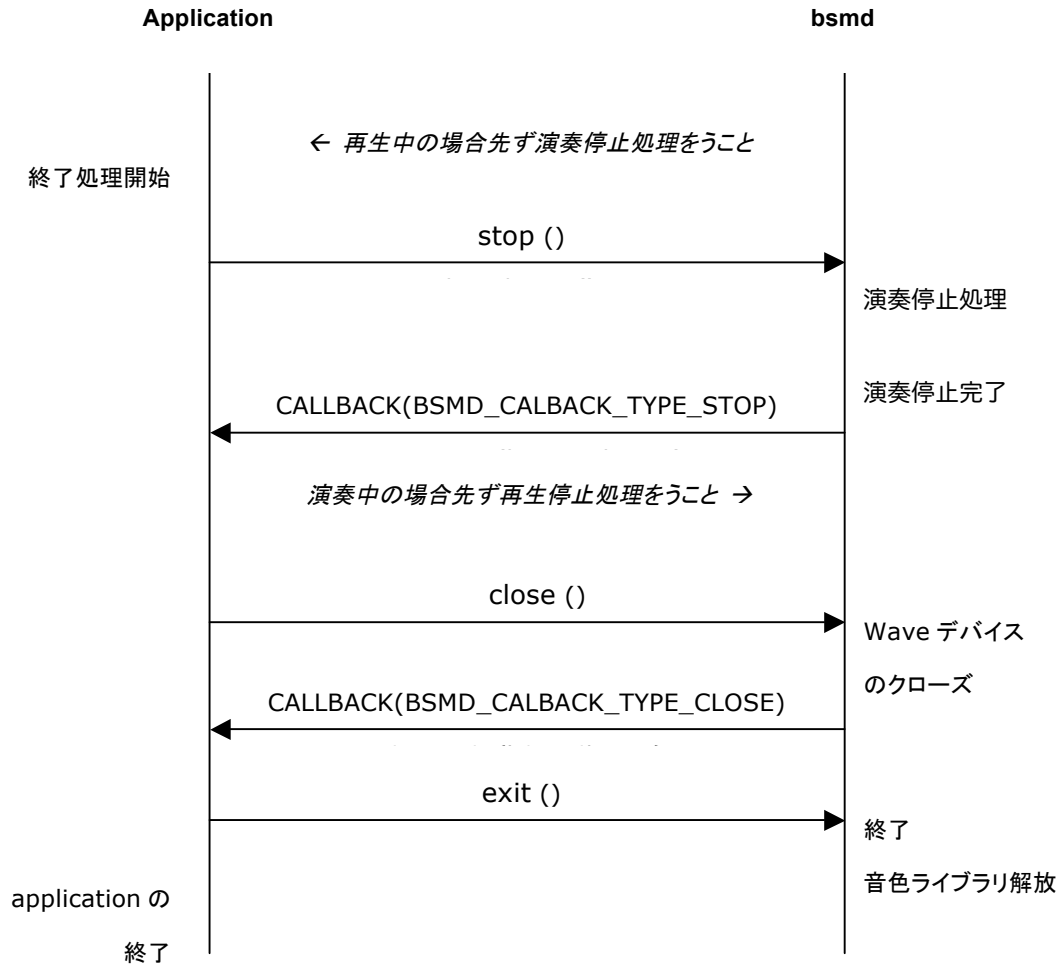 Application
bsmd
← 再生中の場合先ず演奏停止処理をうこと
終了処理開始
stop ()
演奏停止処理
演奏停止完了
CALLBACK(BSMD_CALBACK_TYPE_STOP)
演奏中の場合先ず再生停止処理をうこと →
close ()
Wave デバイス
のクローズ
CALLBACK(BSMD_CALBACK_TYPE_CLOSE)
exit ()
終了
音色ライブラリ解放
application の
終了